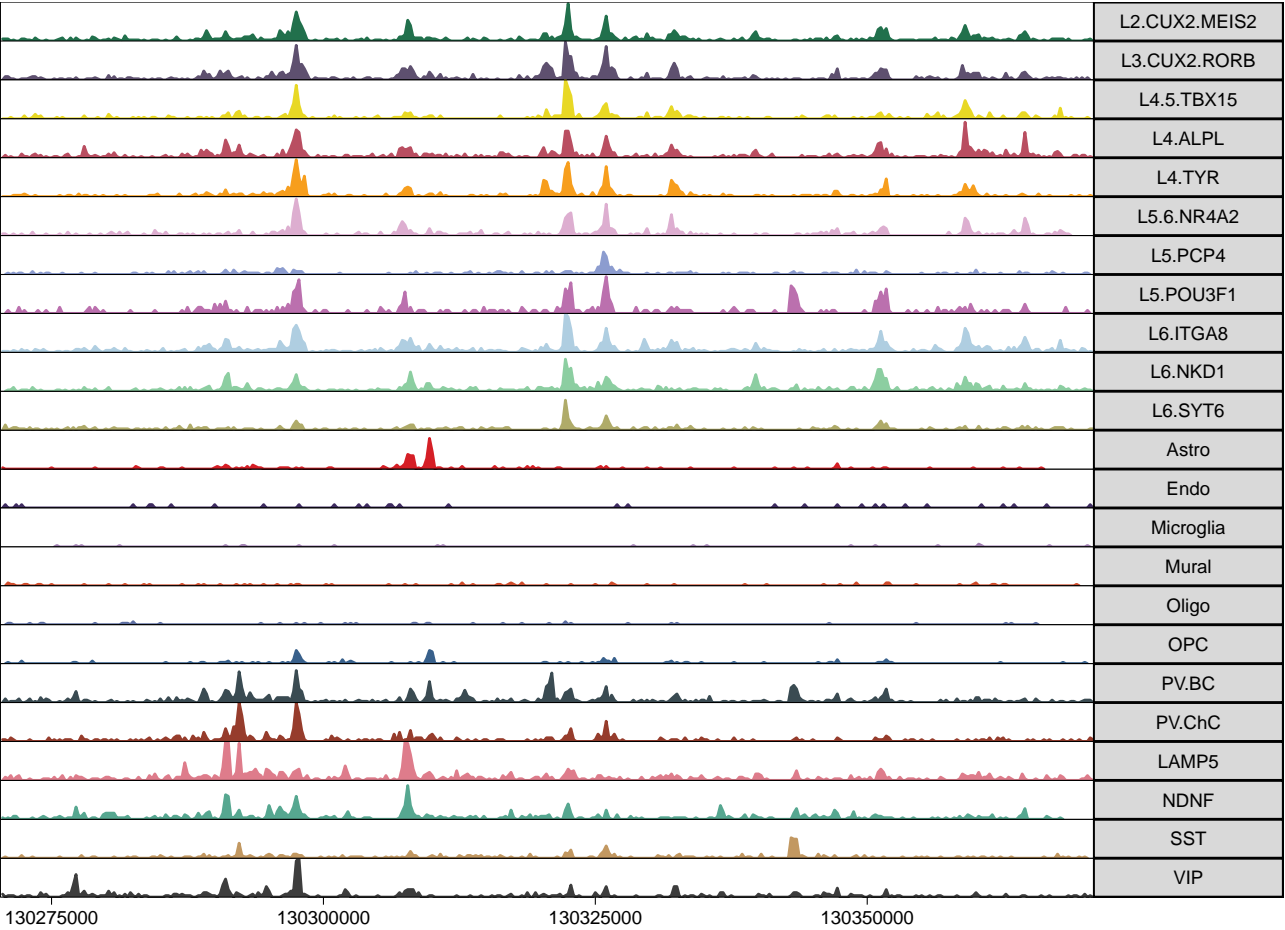 L2.CUX2.MEIS2
L3.CUX2.RORB
L4.5.TBX15
L4.ALPL
L4.TYR
L5.6.NR4A2
L5.PCP4
L5.POU3F1
L6.ITGA8
L6.NKD1
L6.SYT6
Astro
Endo
Microglia
Mural
Oligo
OPC
PV.BC
PV.ChC
LAMP5
NDNF
SST
VIP
130275000 130300000 130325000 130350000